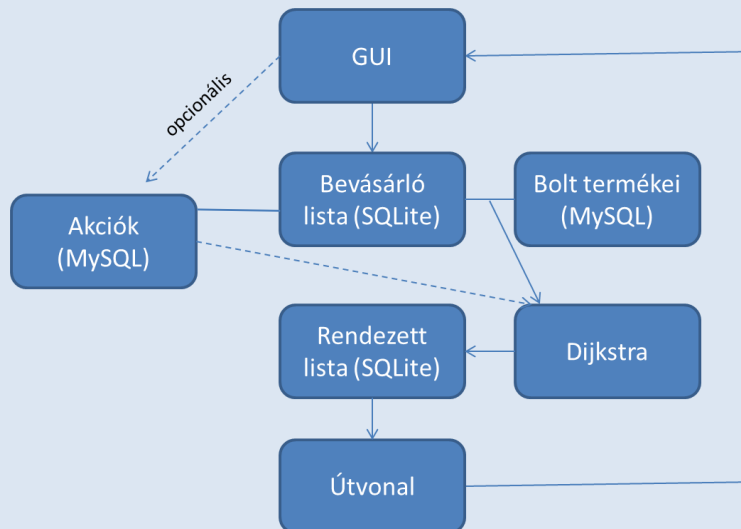 GUI
opcionális
Bevásárló
lista (SQLite)
Bolt termékei
(MySQL)
Akciók
(MySQL)
Rendezett
lista (SQLite)
Dijkstra
Útvonal